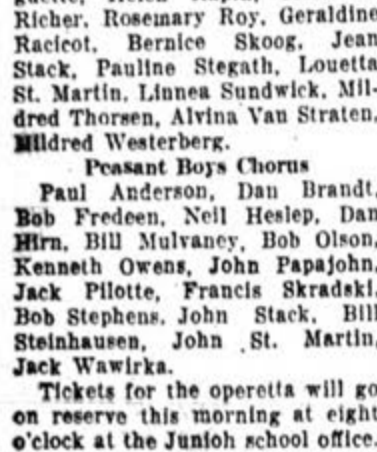 Richer, Rosemary Roy, Geraldine
Racicot, Bernice Skoog, Jean
Stack, Pauline Stegath, Louetta
St. Martin, Linnea Sundwick, Mil-
dred Thorsen, Alvina Van Straten,
Mildred Westerberg.
Peasant Boys Chorus
Paul Anderson, Dan Brandt,
Bob Fredeen, Neil Heslep, Dan
Hirn, Bill Mulvaney, Bob Olson,
Kenneth Owens, John Papajohn,
Jack Pilotte, Francis Skradski,
Bob Stephens, John Stack, Bill
Steinhausen, John St. Martin,
Jack Wawirka.
Tickets for the operetta will go
on reserve this morning at eight
o'clock at the Junioh school office.